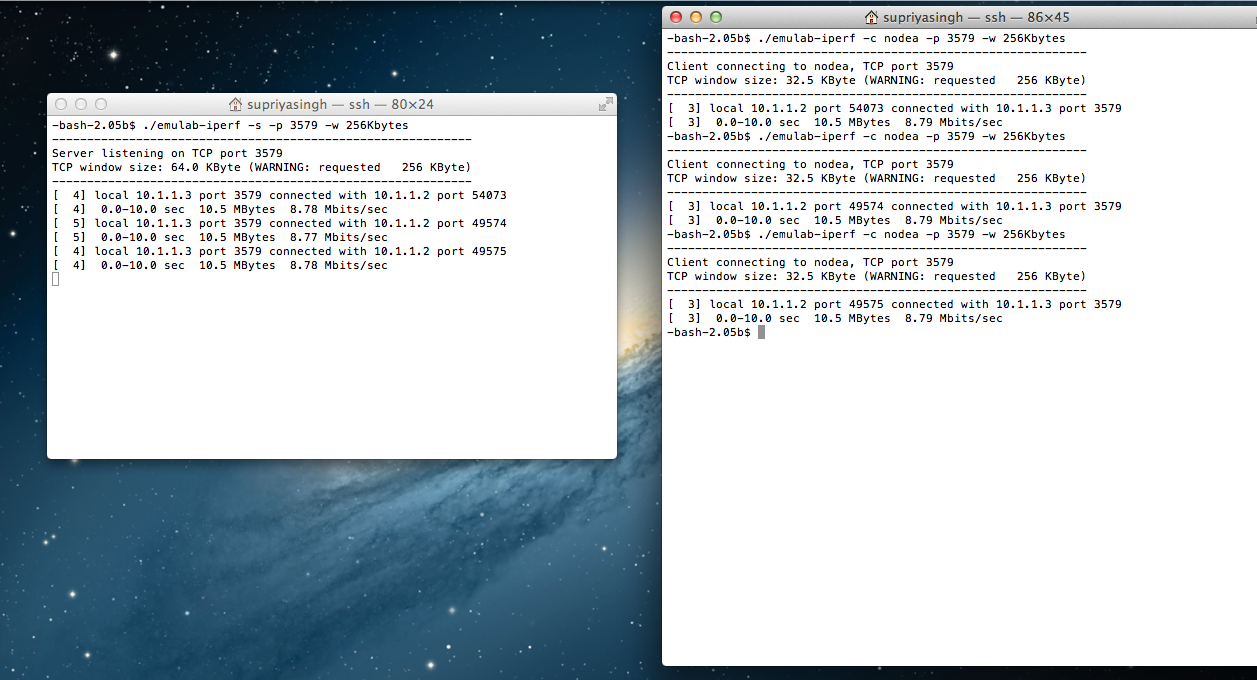 supriyasingh — ssh — 80×24
-bash-2.05b$ ./emulab-iperf -s -p 3579 -w 256Kbytes
------------------------------------------------------------
Server listening on TCP port 3579
TCP window size: 64.0 KByte (WARNING: requested   256 KByte)
------------------------------------------------------------
[  4] local 10.1.1.3 port 3579 connected with 10.1.1.2 port 54073
[  4]  0.0-10.0 sec  10.5 MBytes  8.78 Mbits/sec
[  5] local 10.1.1.3 port 3579 connected with 10.1.1.2 port 49574
[  5]  0.0-10.0 sec  10.5 MBytes  8.77 Mbits/sec
[  4] local 10.1.1.3 port 3579 connected with 10.1.1.2 port 49575
[  4]  0.0-10.0 sec  10.5 MBytes  8.78 Mbits/sec
supriyasingh — ssh — 86×45
-bash-2.05b$ ./emulab-iperf -c nodea -p 3579 -w 256Kbytes
------------------------------------------------------------
Client connecting to nodea, TCP port 3579
TCP window size: 32.5 KByte (WARNING: requested   256 KByte)
------------------------------------------------------------
[  3] local 10.1.1.2 port 54073 connected with 10.1.1.3 port 3579
[  3]  0.0-10.0 sec  10.5 MBytes  8.79 Mbits/sec
-bash-2.05b$ ./emulab-iperf -c nodea -p 3579 -w 256Kbytes
------------------------------------------------------------
Client connecting to nodea, TCP port 3579
TCP window size: 32.5 KByte (WARNING: requested   256 KByte)
------------------------------------------------------------
[  3] local 10.1.1.2 port 49574 connected with 10.1.1.3 port 3579
[  3]  0.0-10.0 sec  10.5 MBytes  8.79 Mbits/sec
-bash-2.05b$ ./emulab-iperf -c nodea -p 3579 -w 256Kbytes
------------------------------------------------------------
Client connecting to nodea, TCP port 3579
TCP window size: 32.5 KByte (WARNING: requested   256 KByte)
------------------------------------------------------------
[  3] local 10.1.1.2 port 49575 connected with 10.1.1.3 port 3579
[  3]  0.0-10.0 sec  10.5 MBytes  8.79 Mbits/sec
-bash-2.05b$